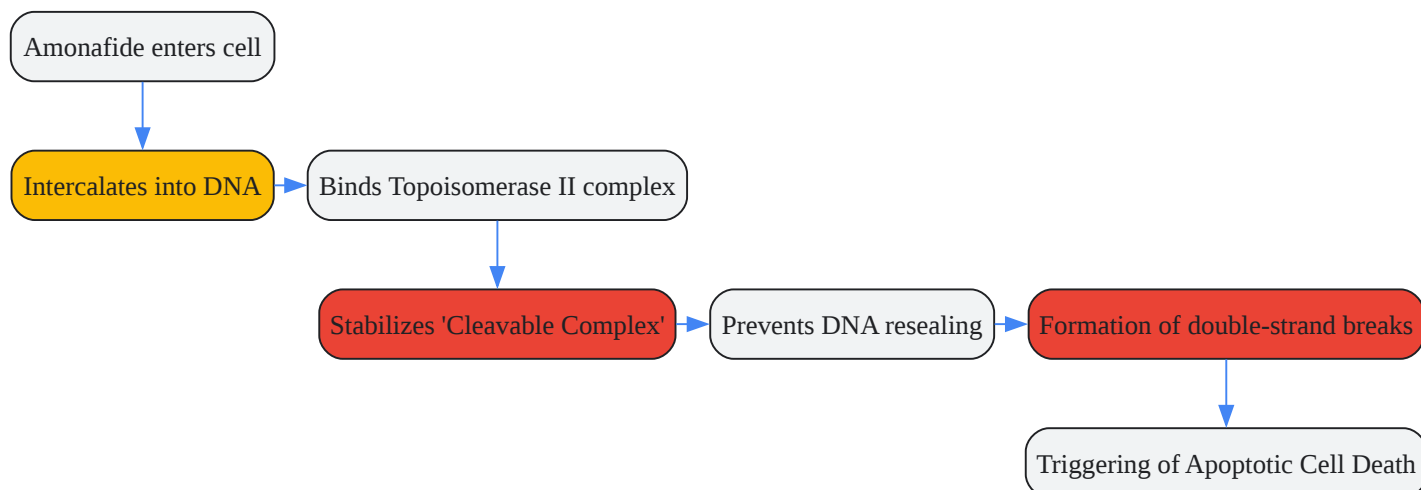 Amonafide enters cell
Intercalates into DNA
Binds Topoisomerase II complex
Stabilizes 'Cleavable Complex'
Prevents DNA resealing
Formation of double-strand breaks
Triggering of Apoptotic Cell Death